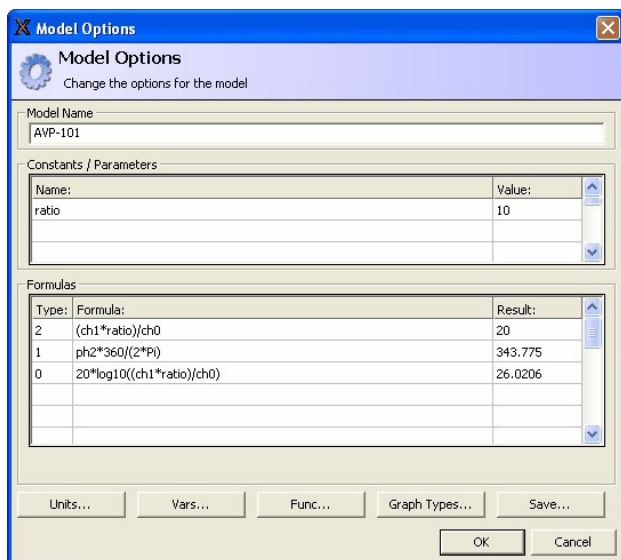 Model Options
Model Options
Change the options for the model
Model Name
AVP-101
Constants / Parameters
Name: Value:
ratio 10
Formulas
Type: Formula: Result:
2 (ch1*ratio)/ch0 20
1 ph2*360/(2*Pi) 343.775
0 20*log10((ch1*ratio)/ch0) 26.0206
Units... Vars... Func... Graph Types... Save...
OK Cancel